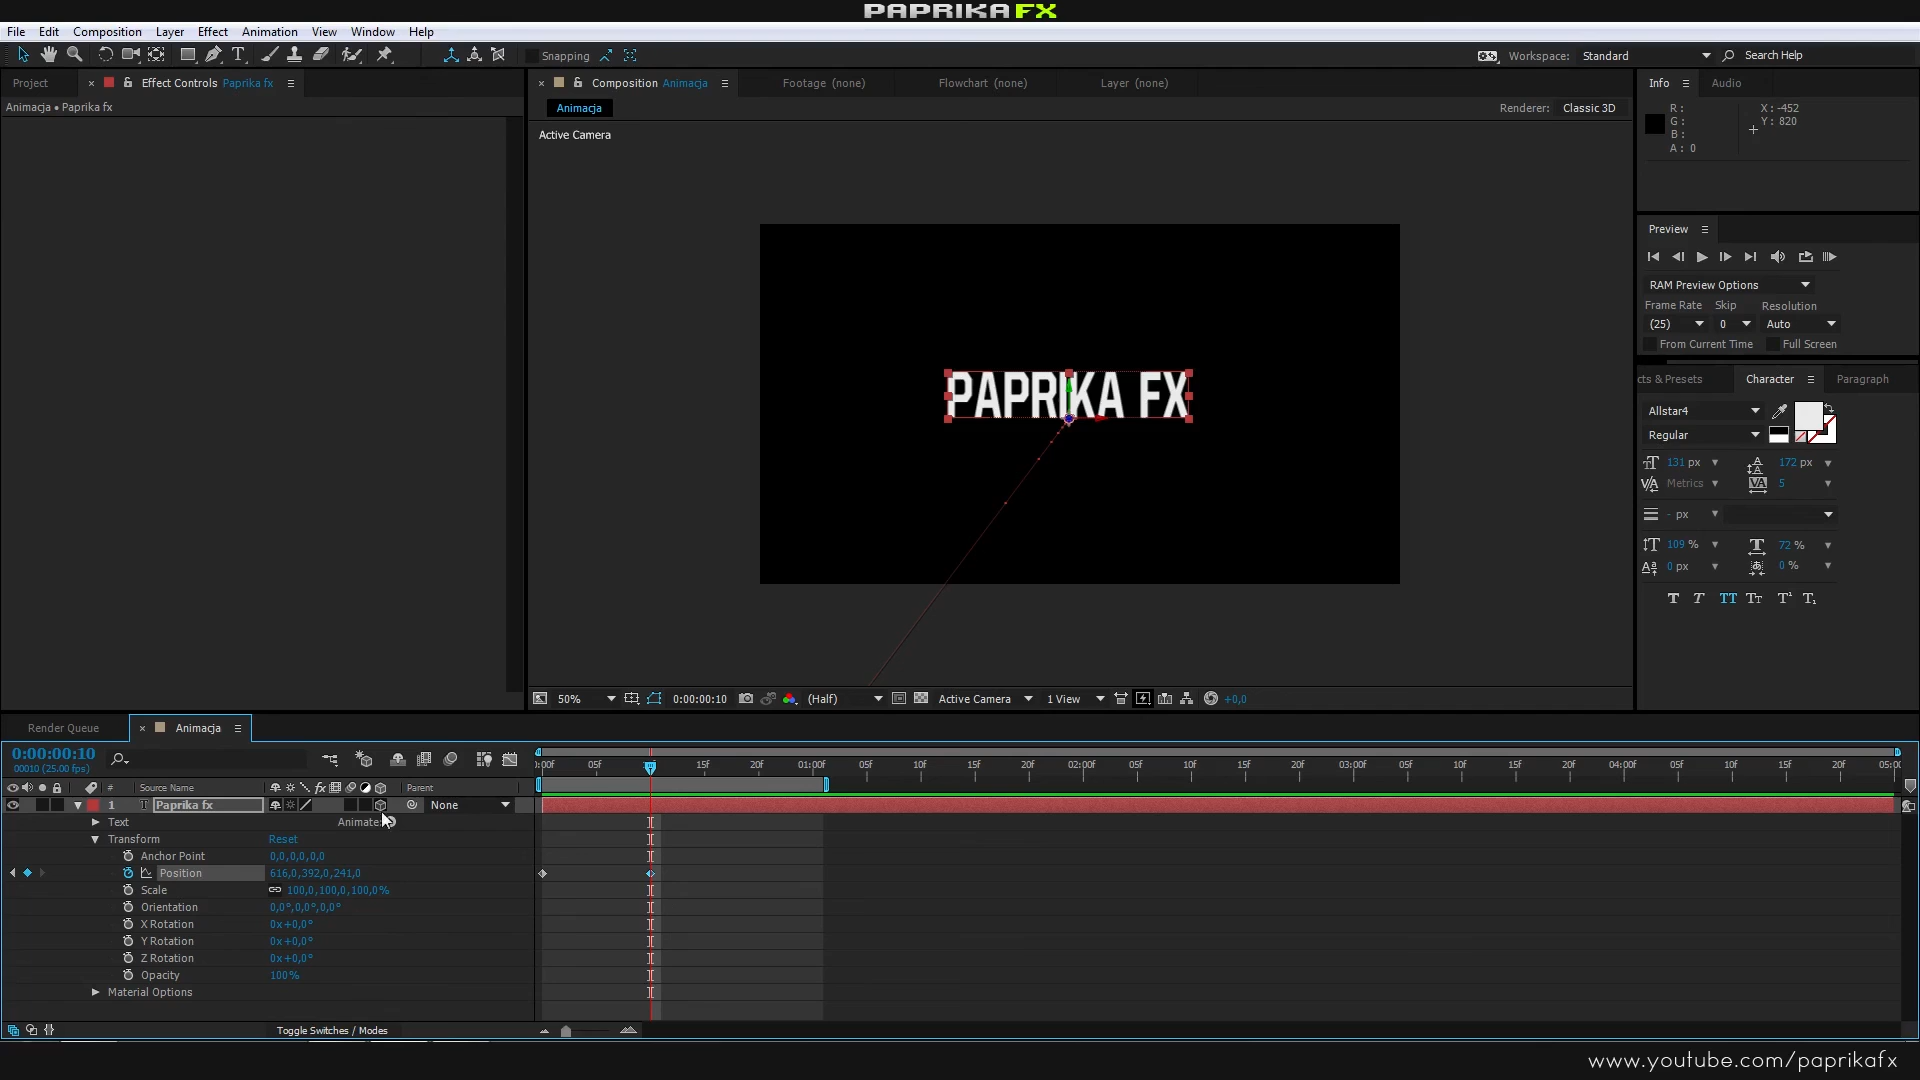 PAPRIKA FX
File Edit Composition Layer Effect Animation View Window Help
Snapping
Workspace: Standard
Search Help
Project
Effect Controls Paprika fx
Composition Animacja
Footage (none)
Flowchart (none)
Layer (none)
Info
Audio
Animacja • Paprika fx
Animacja
Renderer: Classic 3D
R :
G :
B :
A : 0
X : -452
Y : 820
Active Camera
Preview
RAM Preview Options
Frame Rate Skip Resolution
(25) 0 Auto
From Current Time Full Screen
PAPRIKA FX
cts & Presets
Character
Paragraph
Allstar4
Regular
131 px
172 px
Metrics
5
- px
109 %
72 %
0 px
0 %
T T TT Tт T¹ T₁
50%
0:00:00:10
(Half)
Active Camera
1 View
+0,0
Render Queue
Animacja
0:00:00:10
00010 (25.00 fps)
:00f 05f 15f 20f 01:00f 05f 10f 15f 20f 02:00f 05f 10f 15f 20f 03:00f 05f 10f 15f 20f 04:00f 05f 10f 15f 20f 05:0
# Source Name
Parent
1 T Paprika fx
None
Text
Animate:
Transform
Reset
Anchor Point 0,0,0,0,0,0
Position 616,0,392,0,241,0
Scale 100,0,100,0,100,0%
Orientation 0,0°,0,0°,0,0°
X Rotation 0x+0,0°
Y Rotation 0x+0,0°
Z Rotation 0x+0,0°
Opacity 100%
Material Options
Toggle Switches / Modes
www.youtube.com/paprikafx